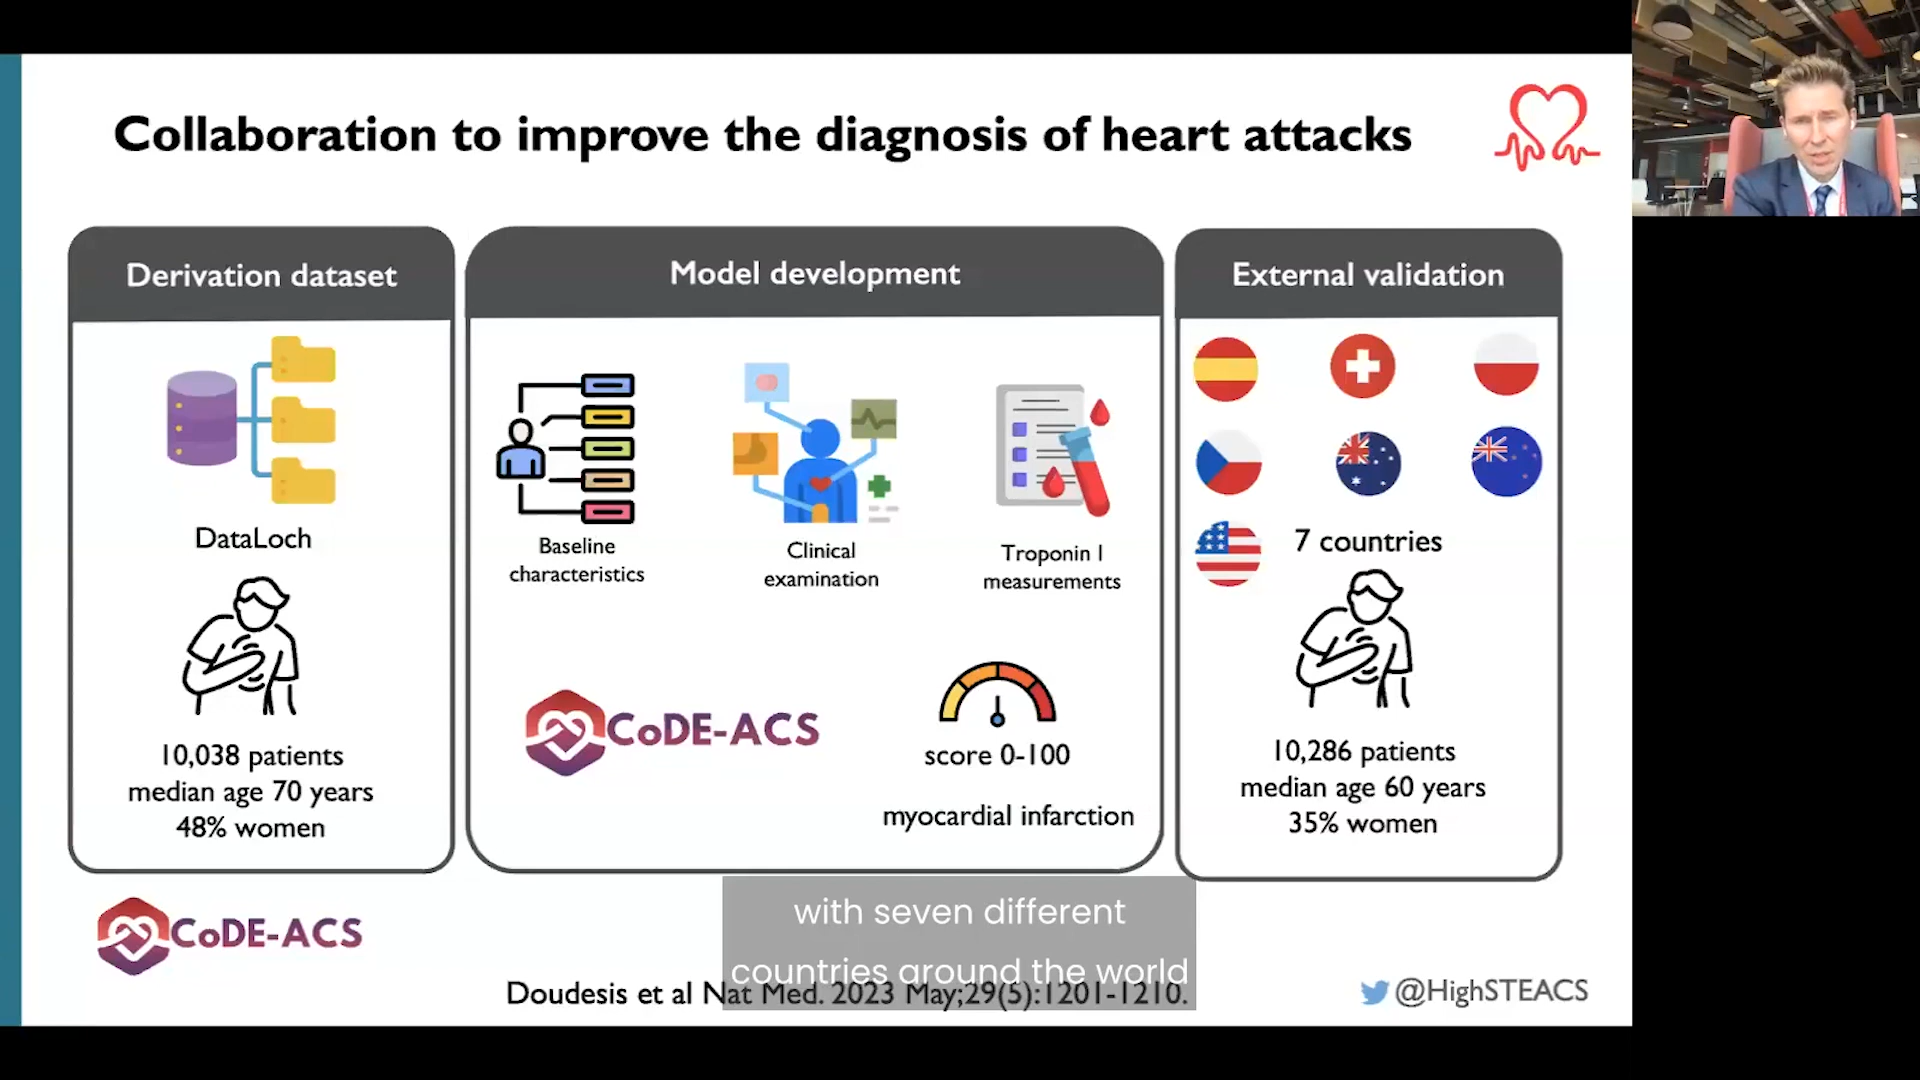 Collaboration to improve the diagnosis of heart attacks
Derivation dataset
DataLoch
10,038 patients
median age 70 years
48% women
Model development
Baseline
characteristics
Clinical
examination
Troponin I
measurements
CoDE-ACS
score 0-100
myocardial infarction
External validation
7 countries
10,286 patients
median age 60 years
35% women
CoDE-ACS
with seven different
countries around the world
Doudesis et al Nat Med. 2023 May;29(5):1201-1210.
@HighSTEACS